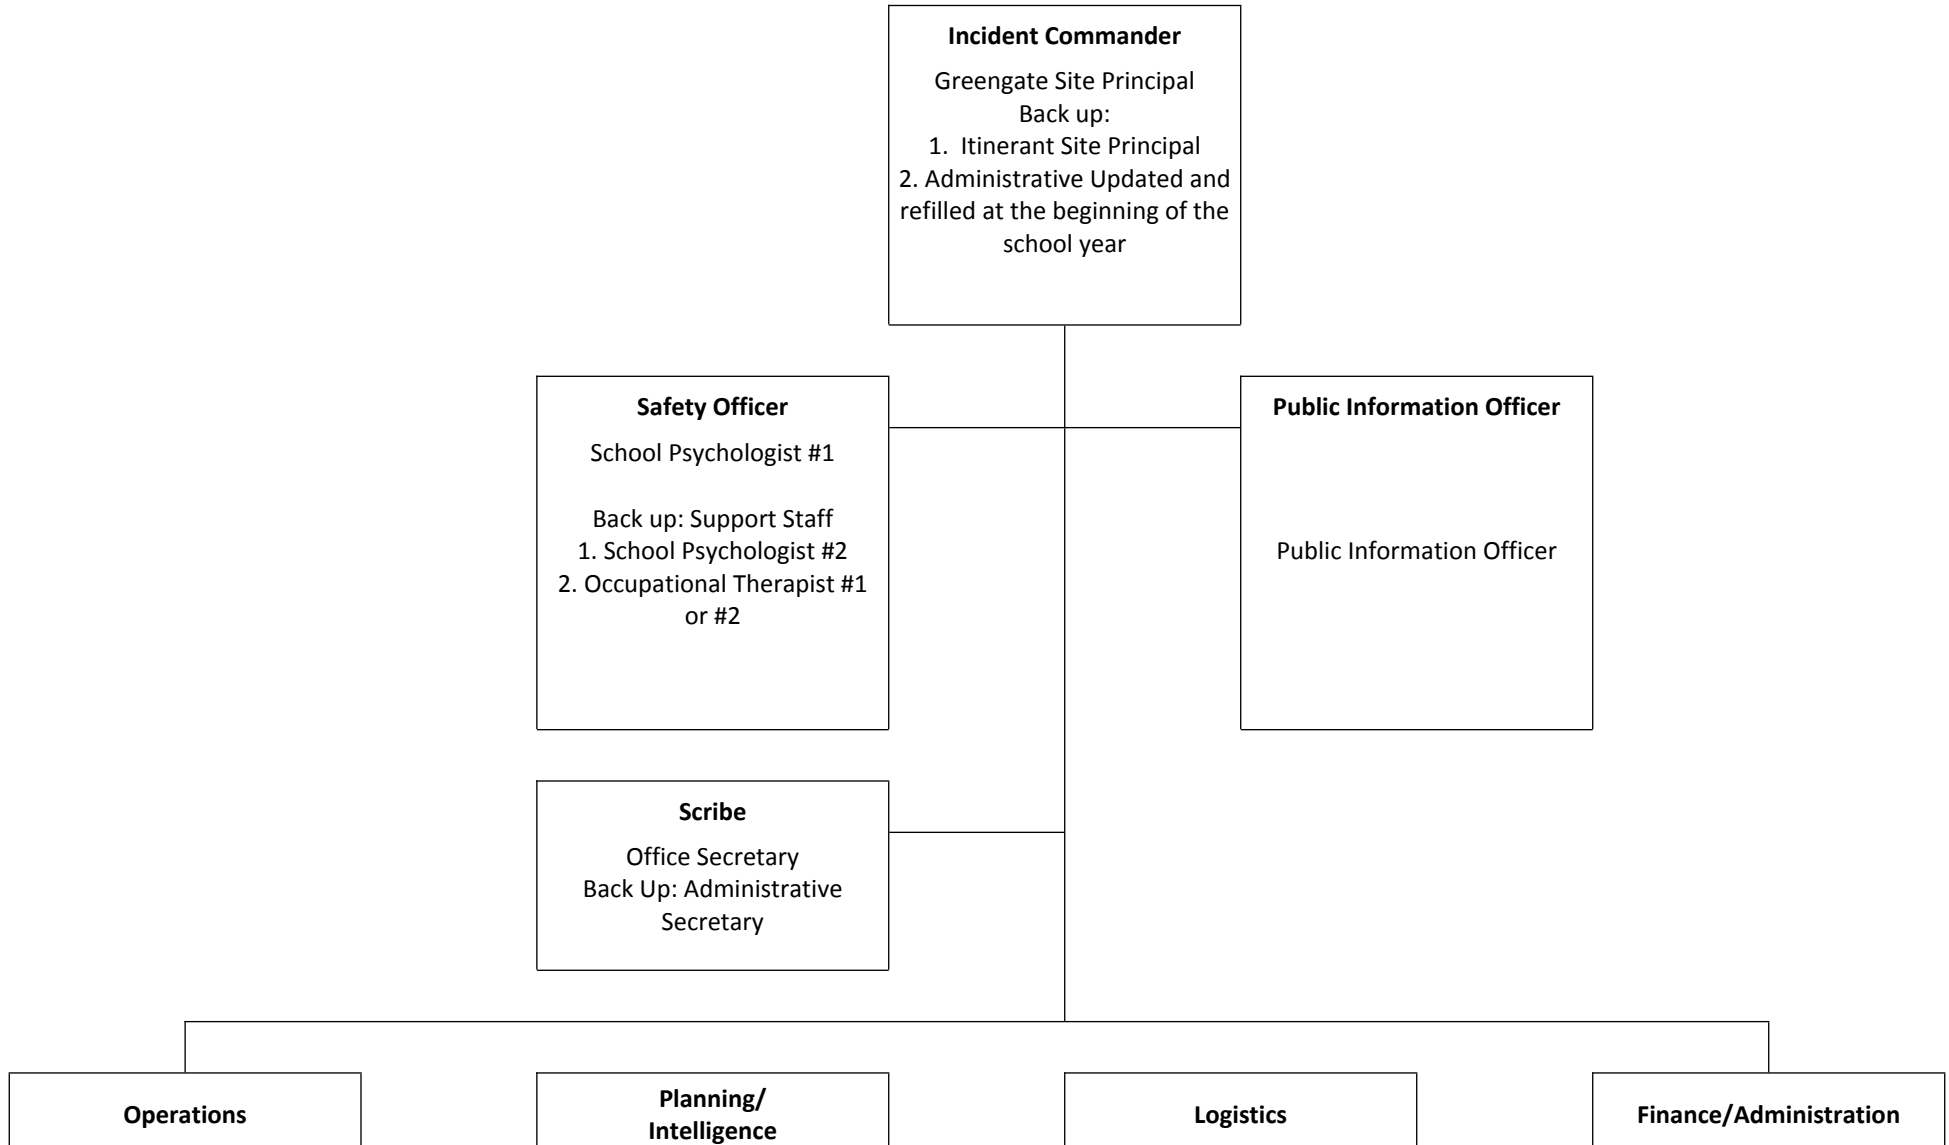 Incident Commander
Greengate Site Principal
Back up:
1. Itinerant Site Principal
2. Administrative Updated and
refilled at the beginning of the
school year
Safety Officer
School Psychologist #1
Back up: Support Staff
1. School Psychologist #2
2. Occupational Therapist #1
or #2
Public Information Officer
Public Information Officer
Scribe
Office Secretary
Back Up: Administrative
Secretary
Operations
Planning/
Intelligence
Logistics
Finance/Administration